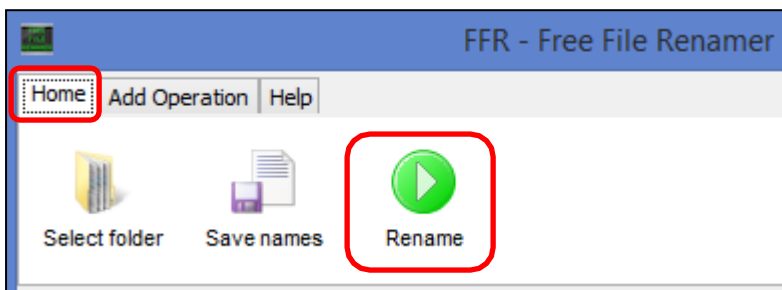 FFR - Free File Renamer
Home Add Operation Help
Select folder Save names Rename